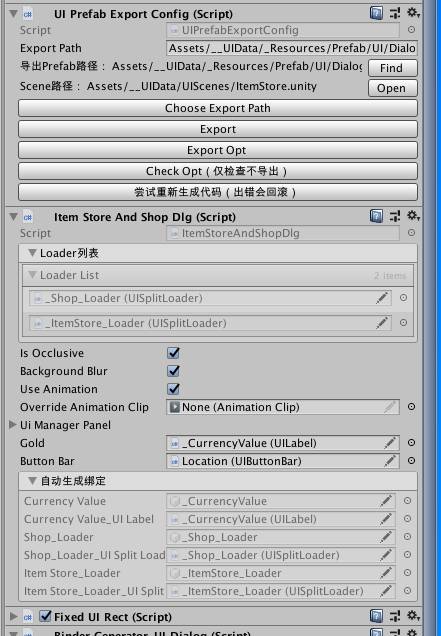 UI Prefab Export Config (Script)
Script UIPrefabExportConfig
Export Path Assets/__UIData/_Resources/Prefab/UI/Dialo
导出Prefab路径： Assets/__UIData/_Resources/Prefab/UI/Dialog Find
Scene路径： Assets/__UIData/UIScenes/ItemStore.unity Open
Choose Export Path
Export
Export Opt
Check Opt（仅检查不导出）
尝试重新生成代码（出错会回滚）
Item Store And Shop Dlg (Script)
Script ItemStoreAndShopDlg
Loader列表
Loader List 2 items
_Shop_Loader (UISplitLoader)
_ItemStore_Loader (UISplitLoader)
Is Occlusive
Background Blur
Use Animation
Override Animation Clip None (Animation Clip)
Ui Manager Panel
Gold _CurrencyValue (UILabel)
Button Bar Location (UIButtonBar)
自动生成绑定
Currency Value _CurrencyValue
Currency Value_UI Label _CurrencyValue (UILabel)
Shop_Loader _Shop_Loader
Shop_Loader_UI Split Load _Shop_Loader (UISplitLoader)
Item Store_Loader _ItemStore_Loader
Item Store_Loader_UI Split _ItemStore_Loader (UISplitLoader)
Fixed UI Rect (Script)
Binder Generator_UI Dialog (Script)